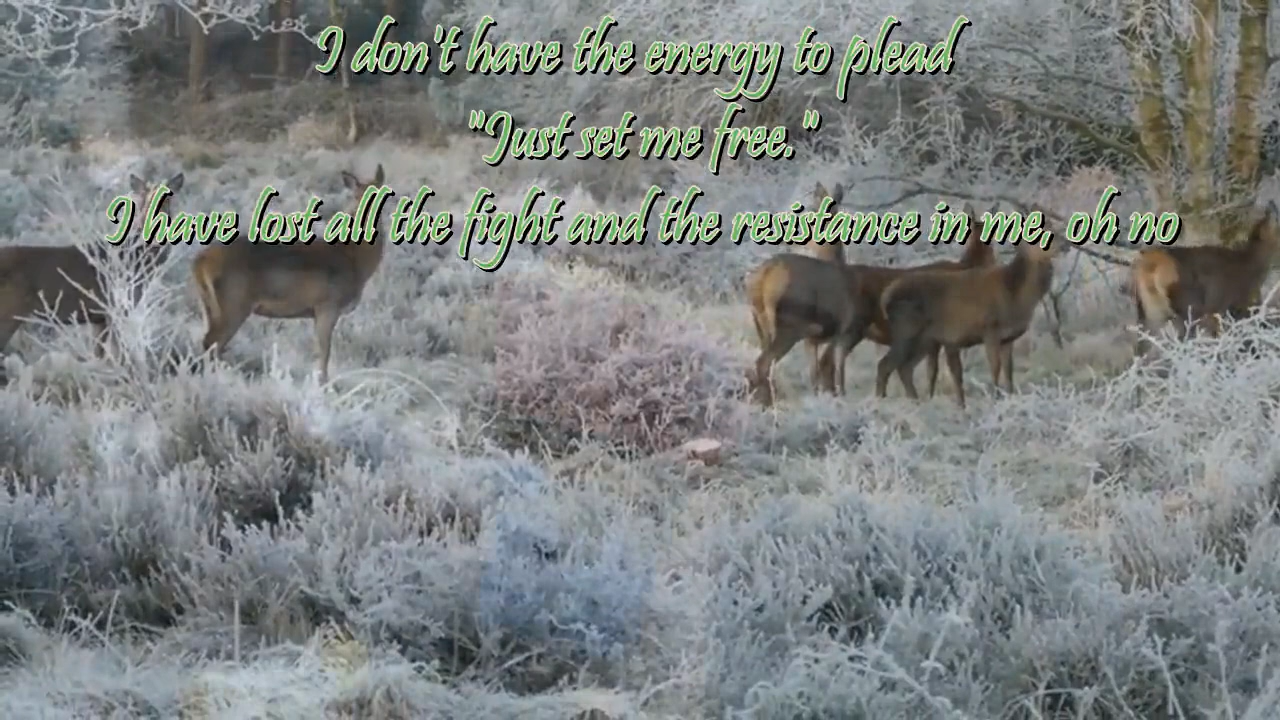 I don't have the energy to plead
"Just set me free."
I have lost all the fight and the resistance in me, oh no